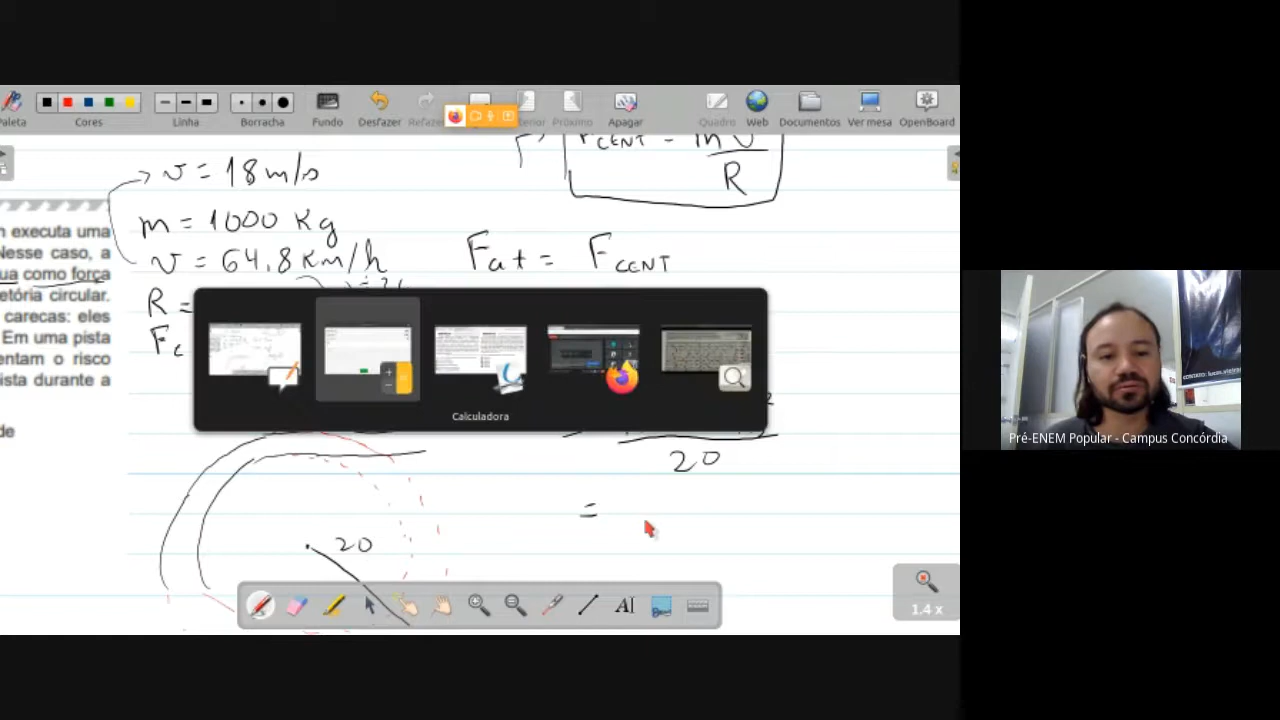 Paleta Cores Linha Borracha Fundo Desfazer Refazer Próximo Apagar Quadro Web Documentos Ver mesa OpenBoard
v = 18 m/s
R
m = 1000 Kg
v = 64,8 Km/h
Fat = FCENT
R =
n executa uma
Nesse caso, a
ua como força
etória circular.
carecas: eles
Em uma pista
entam o risco
ista durante a
de
Calculadora
20
=
20
1.4 x
Pré-ENEM Popular - Campus Concórdia